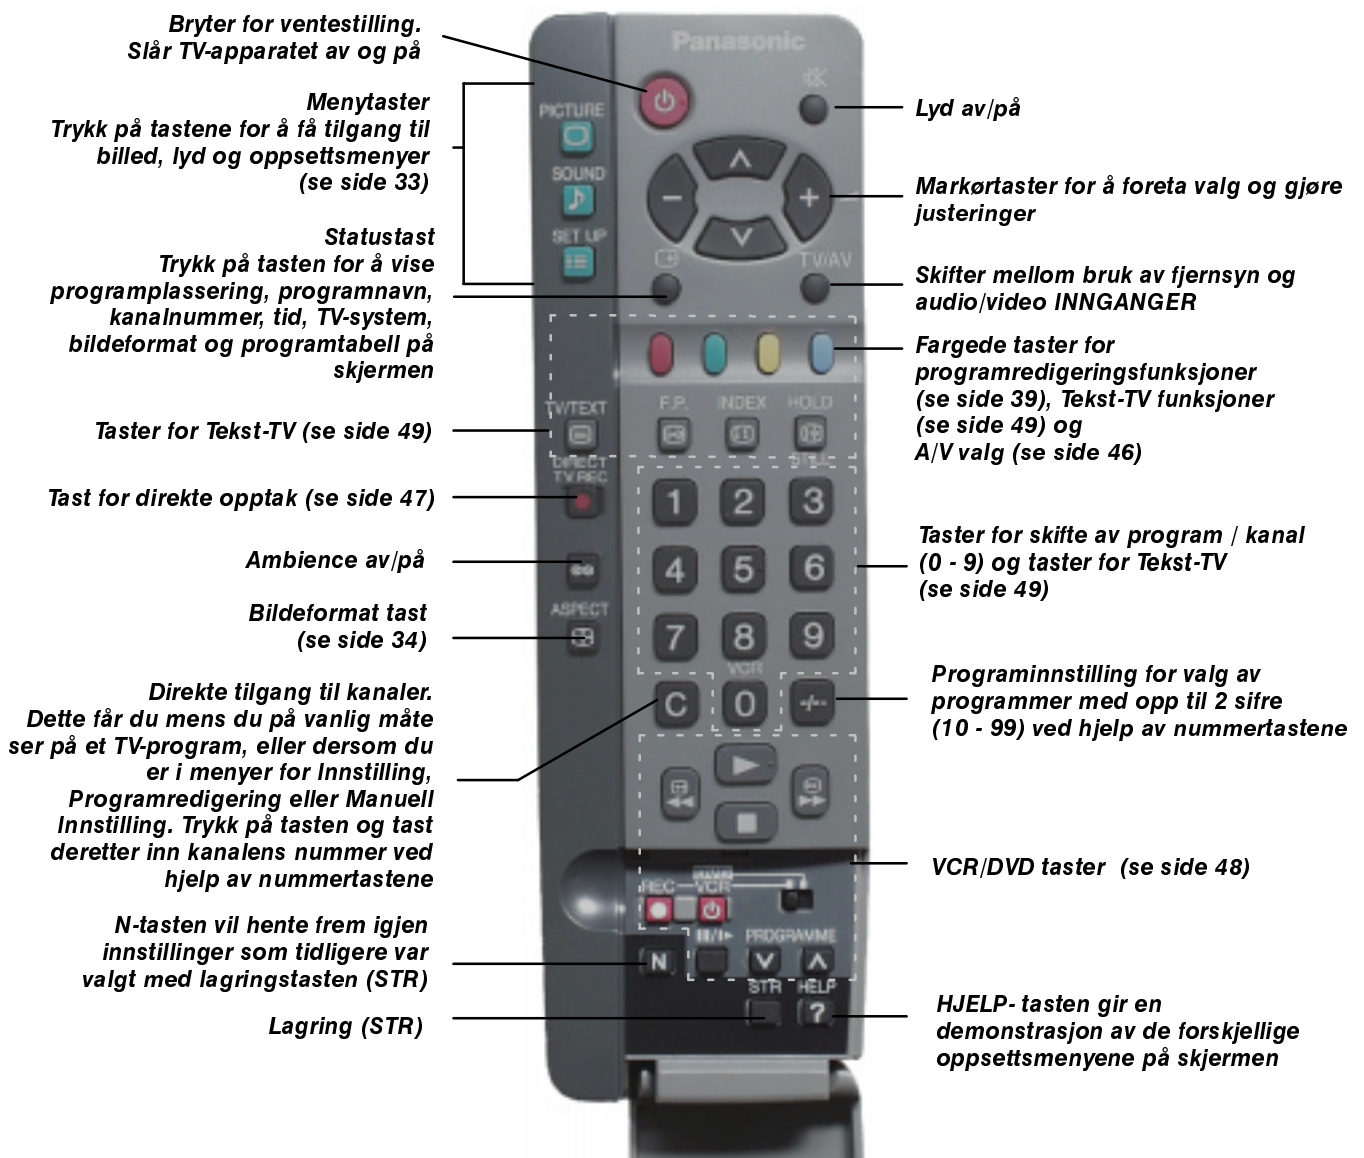 Bryter for ventestilling.
Slår TV-apparatet av og på
Menytaster
Trykk på tastene for å få tilgang til
billed, lyd og oppsettsmenyer
(se side 33)
Statustast
Trykk på tasten for å vise
programplassering, programnavn,
kanalnummer, tid, TV-system,
bildeformat og programtabell på
skjermen
Taster for Tekst-TV (se side 49)
Tast for direkte opptak (se side 47)
Ambience av/på
Bildeformat tast
(se side 34)
Direkte tilgang til kanaler.
Dette får du mens du på vanlig måte
ser på et TV-program, eller dersom du
er i menyer for Innstilling,
Programredigering eller Manuell
Innstilling. Trykk på tasten og tast
deretter inn kanalens nummer ved
hjelp av nummertastene
N-tasten vil hente frem igjen
innstillinger som tidligere var
valgt med lagringstasten (STR)
Lagring (STR)
Panasonic
PICTURE
SOUND
SET UP
TV/AV
TV/TEXT
F.P.
INDEX
HOLD
STILL
DIRECT
TV REC
1
2
3
4
5
6
ASPECT
7
8
9
VCR
C
0
-/--
REC
VCR
PROGRAMME
N
STR
HELP
?
Lyd av/på
Markørtaster for å foreta valg og gjøre
justeringer
Skifter mellom bruk av fjernsyn og
audio/video INNGANGER
Fargede taster for
programredigeringsfunksjoner
(se side 39), Tekst-TV funksjoner
(se side 49) og
A/V valg (se side 46)
Taster for skifte av program / kanal
(0 - 9) og taster for Tekst-TV
(se side 49)
Programinnstilling for valg av
programmer med opp til 2 sifre
(10 - 99) ved hjelp av nummertastene
VCR/DVD taster (se side 48)
HJELP- tasten gir en
demonstrasjon av de forskjellige
oppsettsmenyene på skjermen